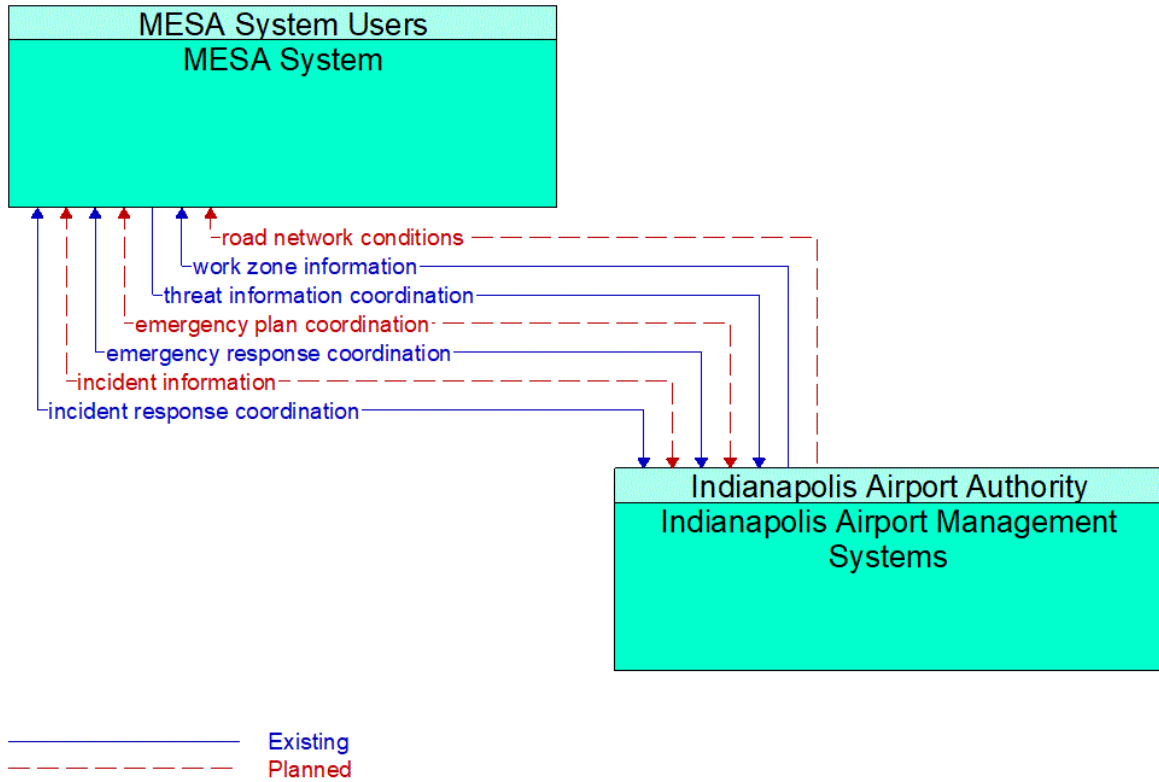 MESA System Users
MESA System
road network conditions
work zone information
threat information coordination
emergency plan coordination
emergency response coordination
incident information
incident response coordination
Indianapolis Airport Authority
Indianapolis Airport Management
Systems
Existing
Planned